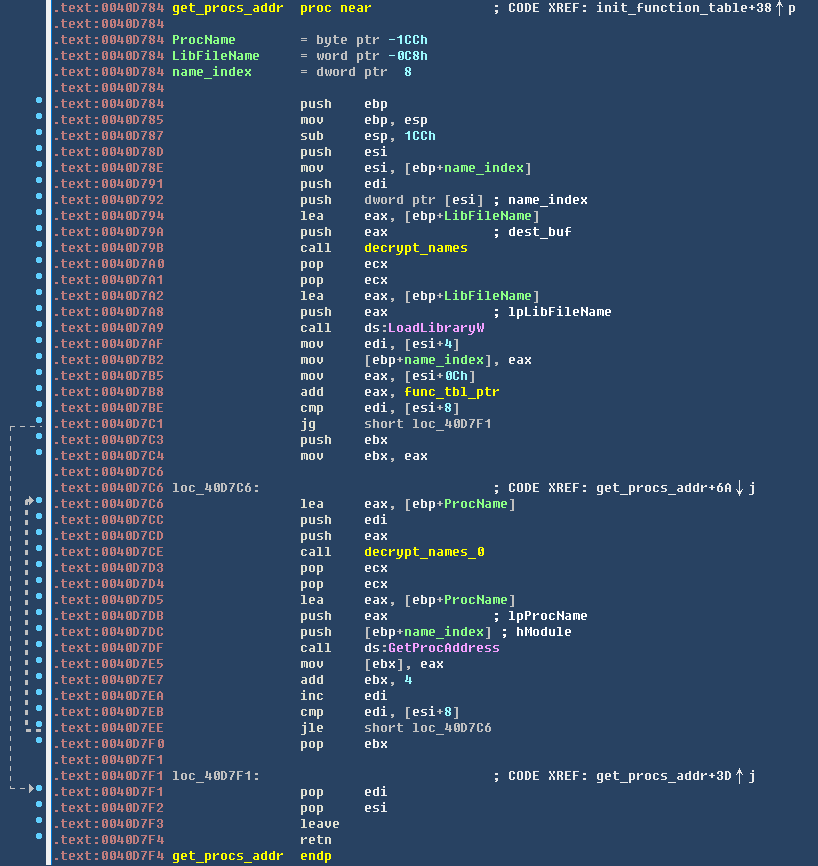 .text:0040D784 get_procs_addr  proc near               ; CODE XREF: init_function_table+38↑p
.text:0040D784
.text:0040D784 ProcName        = byte ptr -1CCh
.text:0040D784 LibFileName     = word ptr -0C8h
.text:0040D784 name_index      = dword ptr  8
.text:0040D784
.text:0040D784                 push    ebp
.text:0040D785                 mov     ebp, esp
.text:0040D787                 sub     esp, 1CCh
.text:0040D78D                 push    esi
.text:0040D78E                 mov     esi, [ebp+name_index]
.text:0040D791                 push    edi
.text:0040D792                 push    dword ptr [esi] ; name_index
.text:0040D794                 lea     eax, [ebp+LibFileName]
.text:0040D79A                 push    eax             ; dest_buf
.text:0040D79B                 call    decrypt_names
.text:0040D7A0                 pop     ecx
.text:0040D7A1                 pop     ecx
.text:0040D7A2                 lea     eax, [ebp+LibFileName]
.text:0040D7A8                 push    eax             ; lpLibFileName
.text:0040D7A9                 call    ds:LoadLibraryW
.text:0040D7AF                 mov     edi, [esi+4]
.text:0040D7B2                 mov     [ebp+name_index], eax
.text:0040D7B5                 mov     eax, [esi+0Ch]
.text:0040D7B8                 add     eax, func_tbl_ptr
.text:0040D7BE                 cmp     edi, [esi+8]
.text:0040D7C1                 jg      short loc_40D7F1
.text:0040D7C3                 push    ebx
.text:0040D7C4                 mov     ebx, eax
.text:0040D7C6
.text:0040D7C6 loc_40D7C6:                             ; CODE XREF: get_procs_addr+6A↓j
.text:0040D7C6                 lea     eax, [ebp+ProcName]
.text:0040D7CC                 push    edi
.text:0040D7CD                 push    eax
.text:0040D7CE                 call    decrypt_names_0
.text:0040D7D3                 pop     ecx
.text:0040D7D4                 pop     ecx
.text:0040D7D5                 lea     eax, [ebp+ProcName]
.text:0040D7DB                 push    eax             ; lpProcName
.text:0040D7DC                 push    [ebp+name_index] ; hModule
.text:0040D7DF                 call    ds:GetProcAddress
.text:0040D7E5                 mov     [ebx], eax
.text:0040D7E7                 add     ebx, 4
.text:0040D7EA                 inc     edi
.text:0040D7EB                 cmp     edi, [esi+8]
.text:0040D7EE                 jle     short loc_40D7C6
.text:0040D7F0                 pop     ebx
.text:0040D7F1
.text:0040D7F1 loc_40D7F1:                             ; CODE XREF: get_procs_addr+3D↑j
.text:0040D7F1                 pop     edi
.text:0040D7F2                 pop     esi
.text:0040D7F3                 leave
.text:0040D7F4                 retn
.text:0040D7F4 get_procs_addr  endp